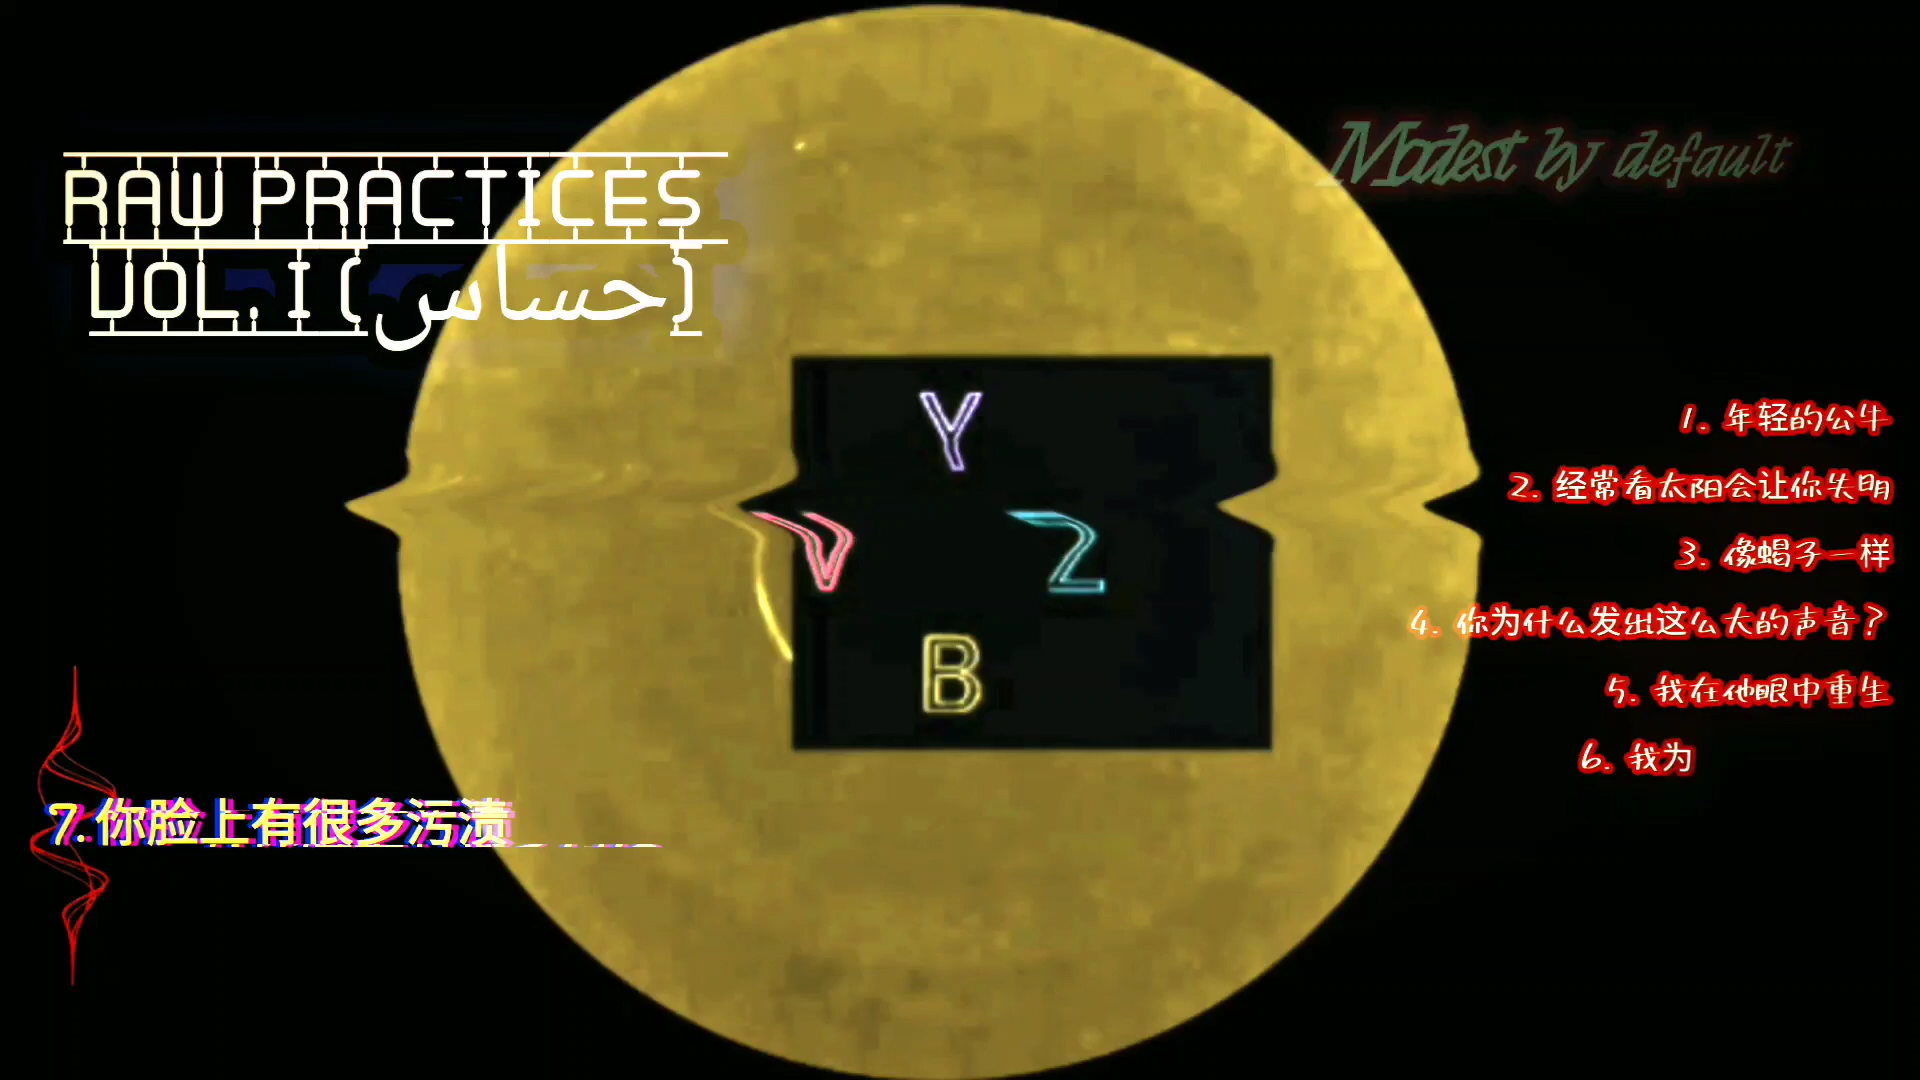 RAW PRACTICES
VOL. I (حساس)
Modest by default
Y
V Z
B
1. 年轻的公牛
2. 经常看太阳会让你失明
3. 像蝎子一样
4. 你为什么发出这么大的声音？
5. 我在他眼中重生
6. 我为
7. 你脸上有很多污渍